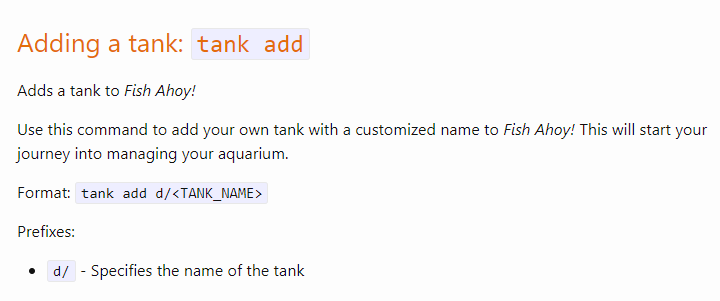 Adding a tank: tank add
Adds a tank to Fish Ahoy!
Use this command to add your own tank with a customized name to Fish Ahoy! This will start your
journey into managing your aquarium.
Format: tank add d/<TANK_NAME>
Prefixes:
• d/ - Specifies the name of the tank